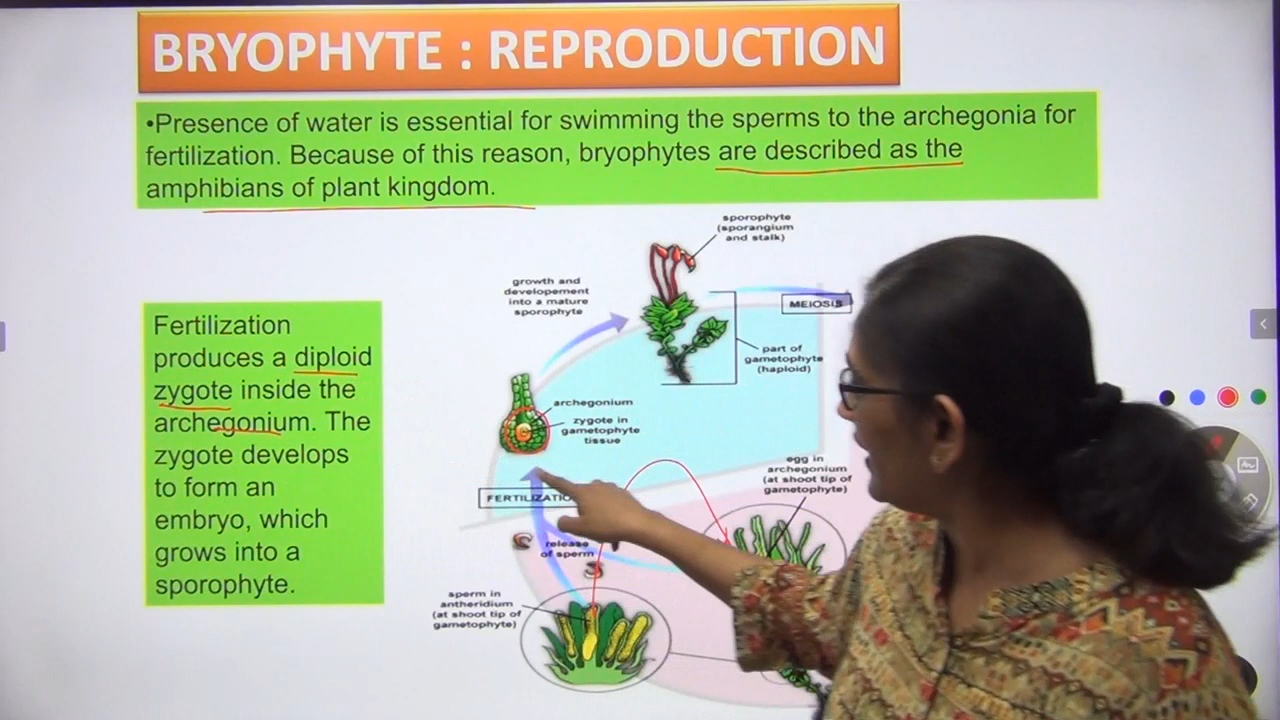 BRYOPHYTE : REPRODUCTION
•Presence of water is essential for swimming the sperms to the archegonia for
fertilization. Because of this reason, bryophytes are described as the
amphibians of plant kingdom.
sporophyte
(sporangium
and stalk)
growth and
developement
into a mature
sporophyte
MEIOSIS
part of
gametophyte
(haploid)
Fertilization
produces a diploid
zygote inside the
archegonium. The
zygote develops
to form an
embryo, which
grows into a
sporophyte.
archegonium
zygote in
gametophyte
tissue
egg in
archegonium
(at shoot tip of
gametophyte)
release
of sperm
sperm in
antheridium
(at shoot tip of
gametophyte)